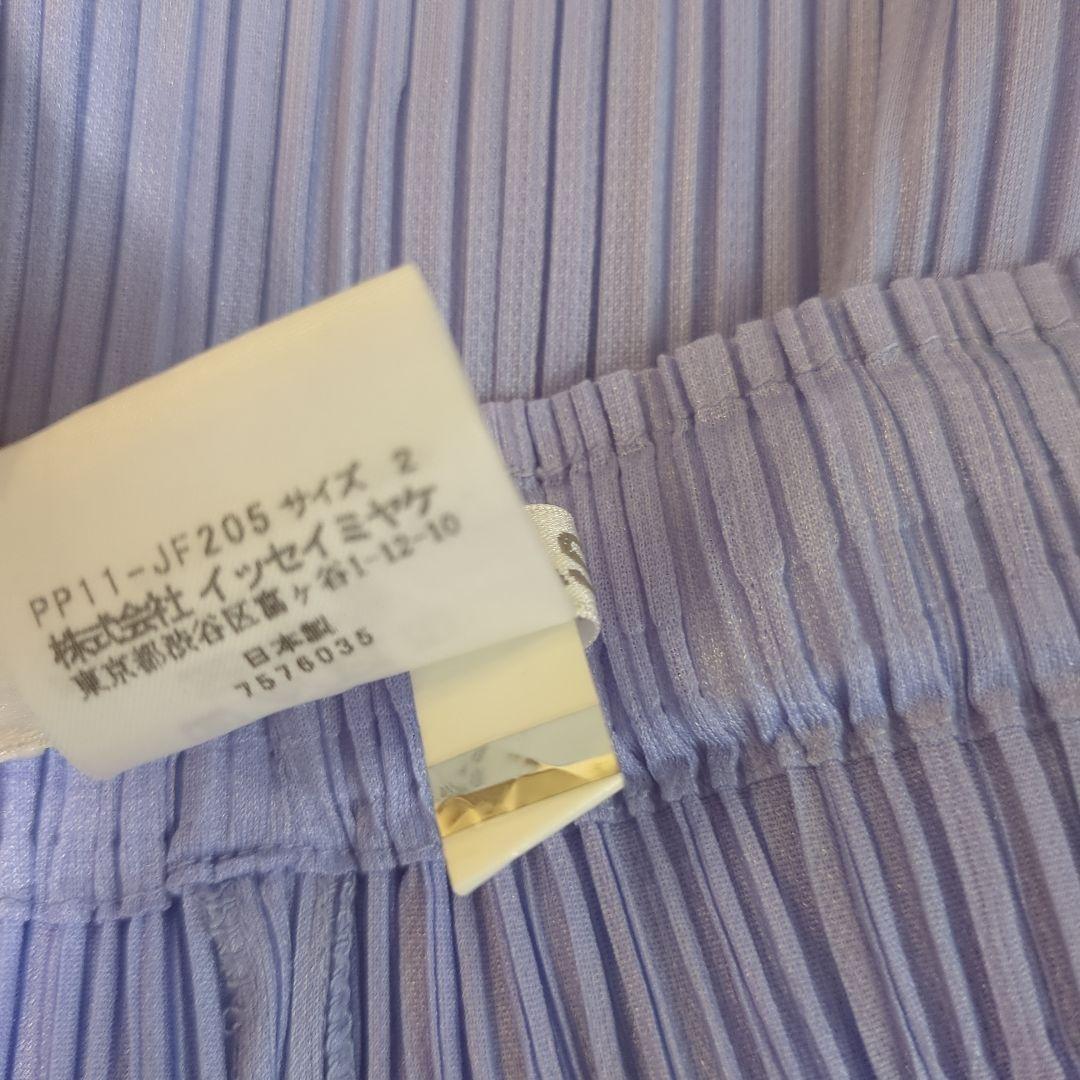 PP11-JF205 サイズ 2
株式会社 イッセイミヤケ
東京都渋谷区富ヶ谷1-12-10
日本製
7576035